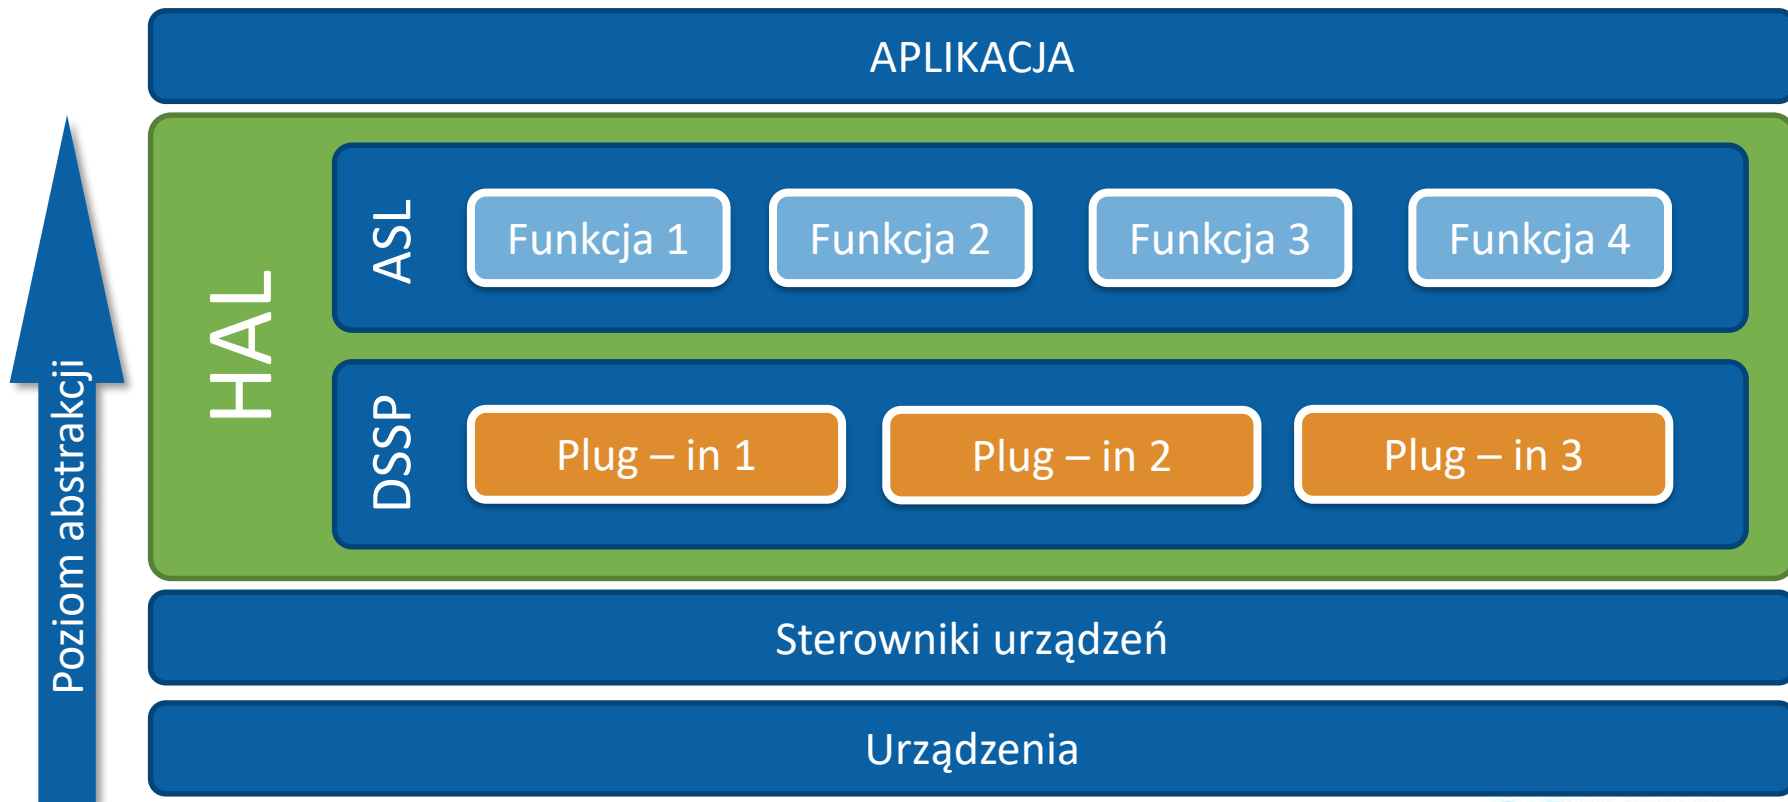 APLIKACJA
HAL
ASL
Funkcja 1
Funkcja 2
Funkcja 3
Funkcja 4
DSSP
Plug – in 1
Plug – in 2
Plug – in 3
Poziom abstrakcji
Sterowniki urządzeń
Urządzenia